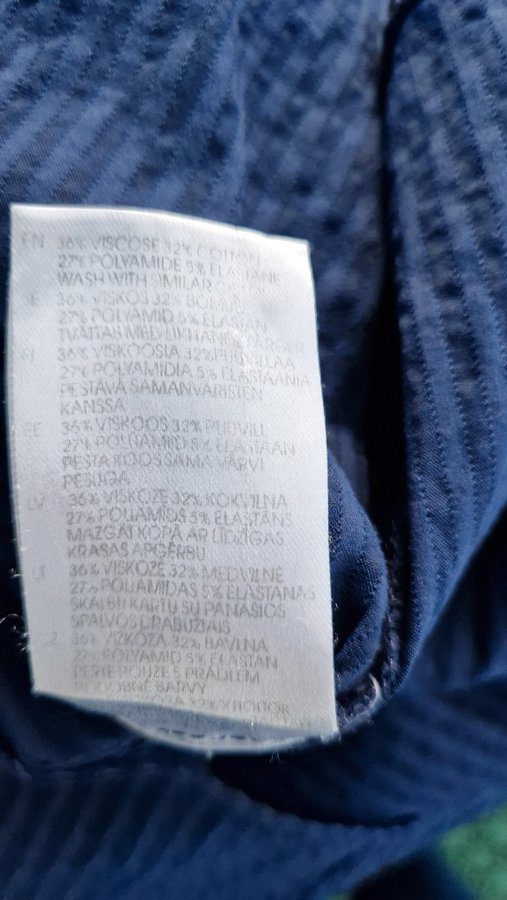 EN 36% VISCOSE 32% COTTON
27% POLYAMIDE 5% ELASTANE
WASH WITH SIMILAR
SE 36% VISKOS 32% BOMULL
27% POLYAMID 5% ELASTAN
TVÄTTAS MED LIKNANDE FÄRGER
FI 36% VISKOOSIA 32% PUUVILLAA
27% POLYAMIDIA 5% ELASTAANIA
PESTÄVÄ SAMANVÄRISTEN
KANSSA
EE 36% VISKOOS 32% PUUVILL
27% POLÜAMID 5% ELASTAAN
PESTA KOOS SAMA VÄRVI
PESUGA
LV 36% VISKOZE 32% KOKVILNA
27% POLIAMĪDS 5% ELASTĀNS
MAZGĀT KOPĀ AR LĪDZĪGAS
KRĀSAS APĢĒRBU
LT 36% VISKOZĖ 32% MEDVILNĖ
27% POLIAMIDAS 5% ELASTANAS
SKALBTI KARTU SU PANAŠIOS
SPALVOS DRABUŽIAIS
CZ 36% VIZKÓZA 32% BAVLNA
27% POLYAMID 5% ELASTAN
PERTE POUZE S PRÁDLEM
PODOBNÉ BARVY
32% ХЛОПОК